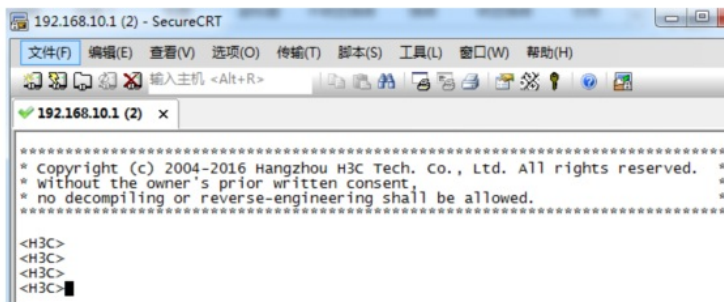 192.168.10.1 (2) - SecureCRT
文件(F) 编辑(E) 查看(V) 选项(O) 传输(T) 脚本(S) 工具(L) 窗口(W) 帮助(H)
输入主机 <Alt+R>
192.168.10.1 (2) x
******************************************************************************
* Copyright (c) 2004-2016 Hangzhou H3C Tech. Co., Ltd. All rights reserved. *
* Without the owner's prior written consent, *
* no decompiling or reverse-engineering shall be allowed. *
******************************************************************************
<H3C>
<H3C>
<H3C>
<H3C>